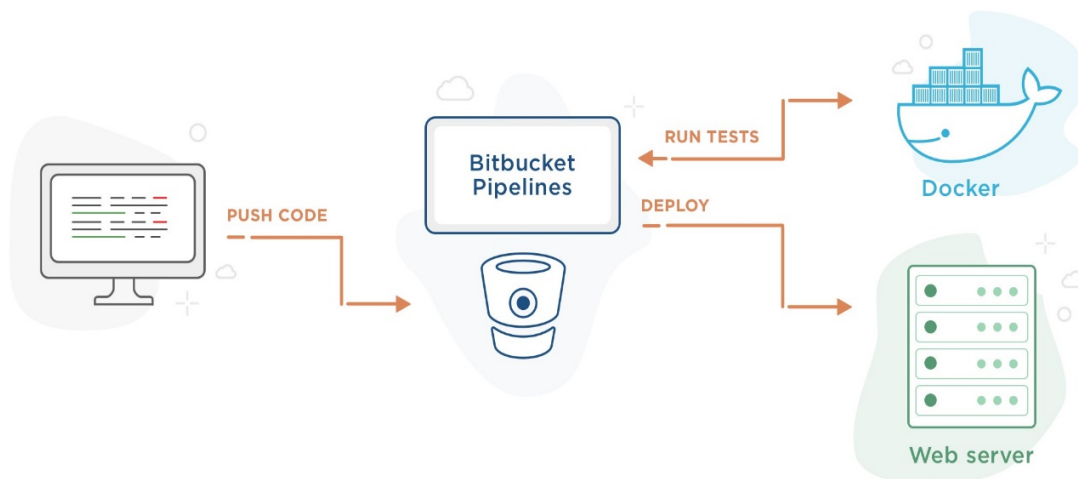 PUSH CODE
Bitbucket
Pipelines
RUN TESTS
DEPLOY
Docker
Web server